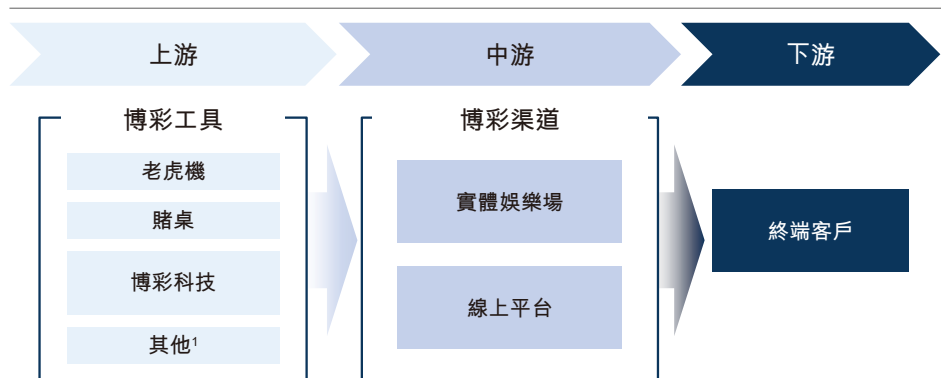 上游
中游
下游
博彩工具
老虎機
賭桌
博彩科技
其他¹
博彩渠道
實體娛樂場
線上平台
終端客戶